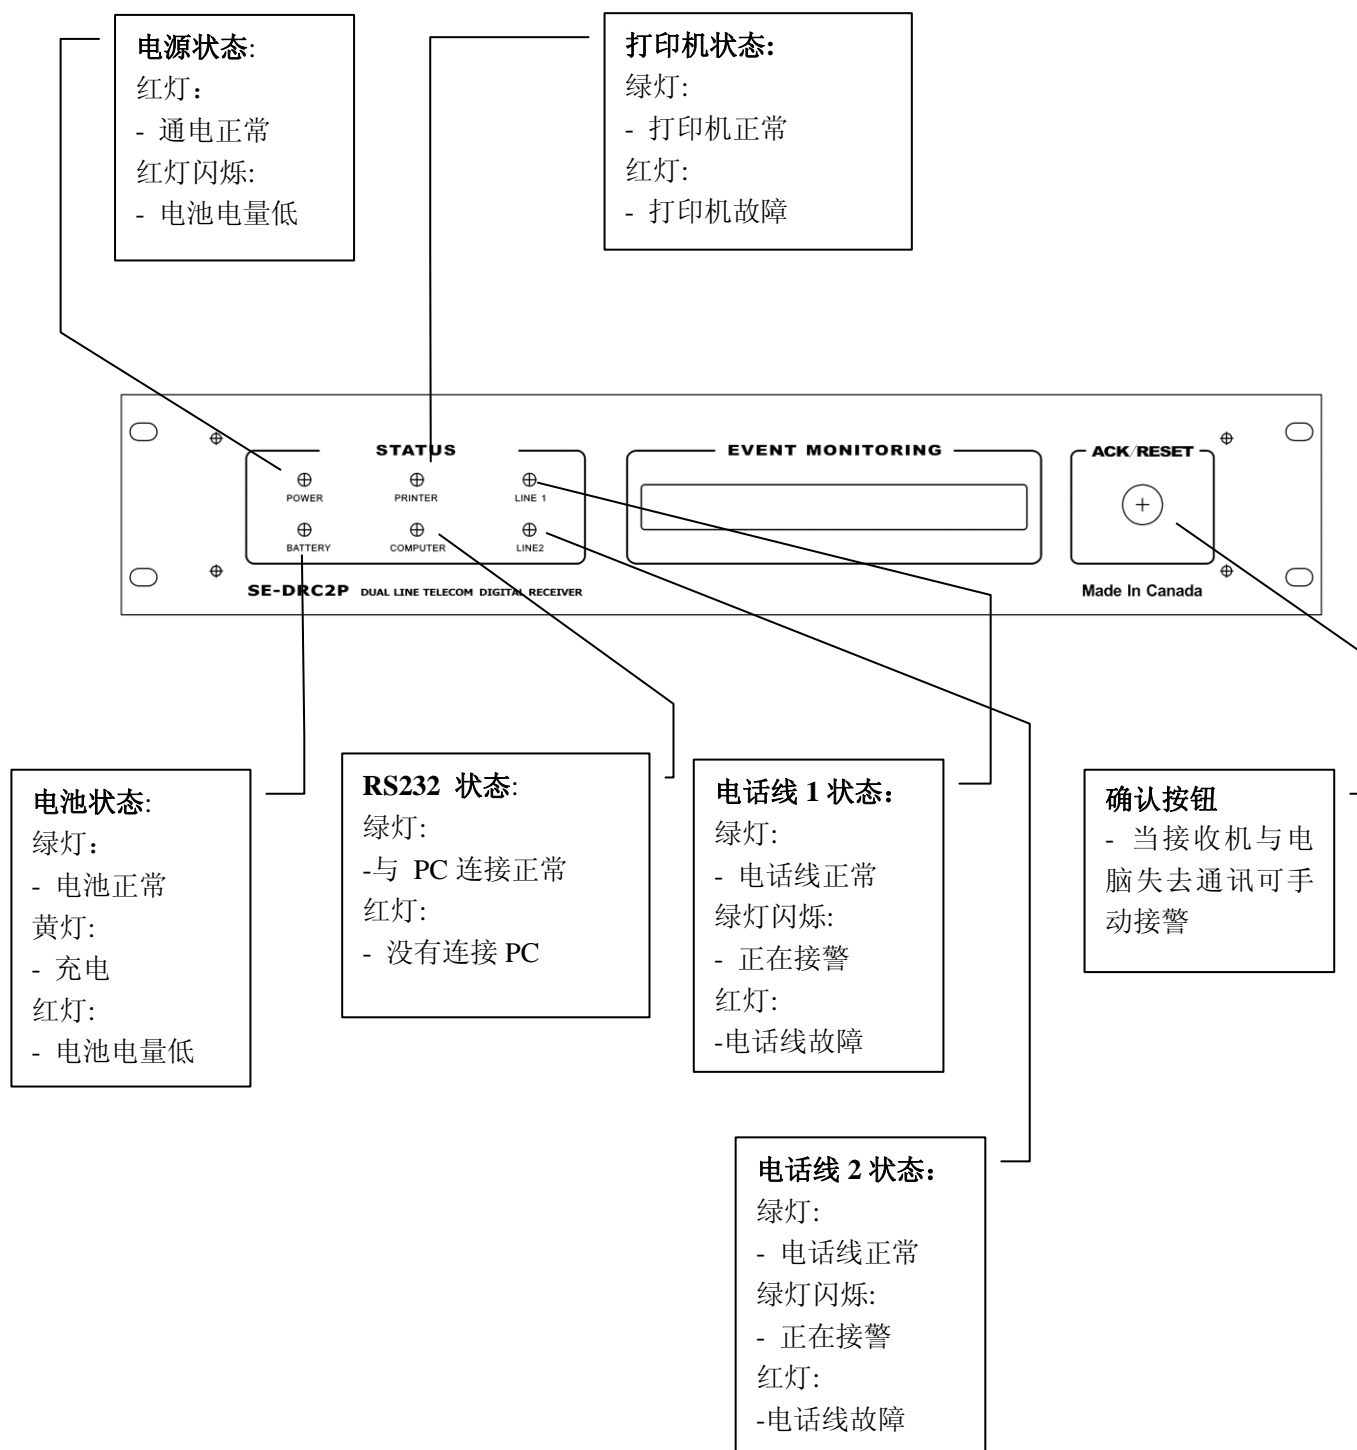 电源状态:
红灯：
- 通电正常
红灯闪烁:
- 电池电量低
打印机状态:
绿灯:
- 打印机正常
红灯:
- 打印机故障
STATUS
POWER
PRINTER
LINE 1
BATTERY
COMPUTER
LINE2
EVENT MONITORING
ACK/RESET
SE-DRC2P DUAL LINE TELECOM DIGITAL RECEIVER
Made In Canada
电池状态:
绿灯：
- 电池正常
黄灯:
- 充电
红灯:
- 电池电量低
RS232 状态:
绿灯:
-与 PC 连接正常
红灯:
- 没有连接 PC
电话线 1 状态：
绿灯:
- 电话线正常
绿灯闪烁:
- 正在接警
红灯:
-电话线故障
确认按钮
- 当接收机与电
脑失去通讯可手
动接警
电话线 2 状态：
绿灯:
- 电话线正常
绿灯闪烁:
- 正在接警
红灯:
-电话线故障